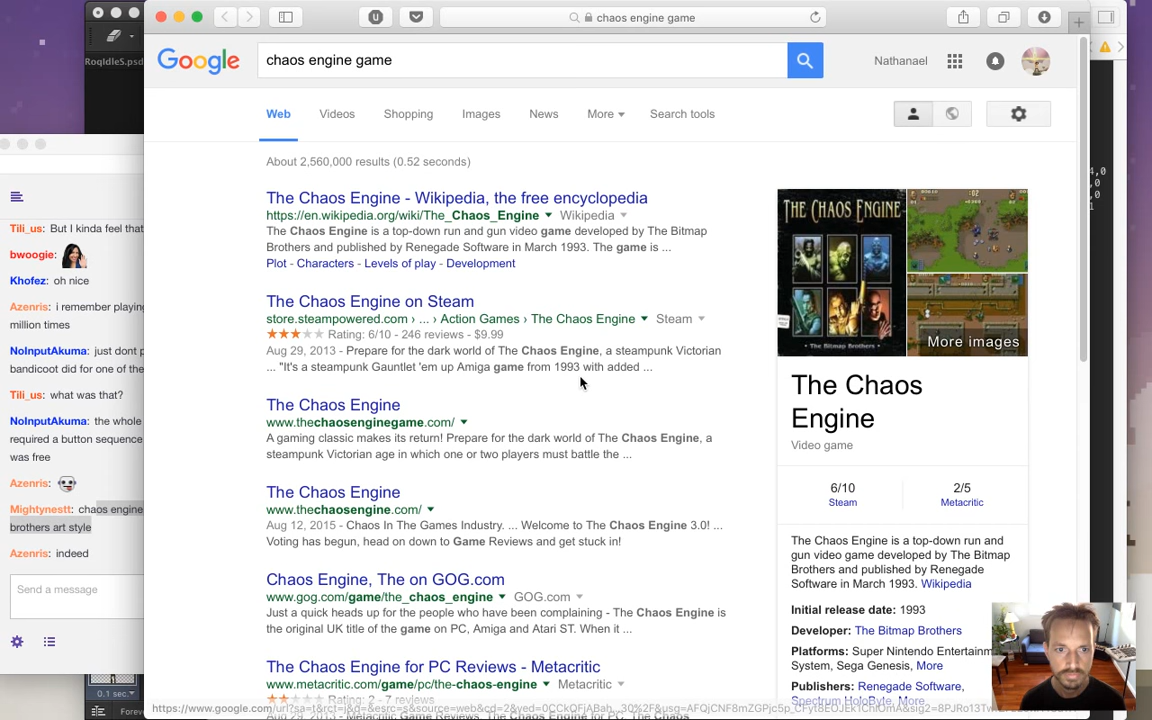 chaos engine game
RoqIdleS.psd
Google
chaos engine game
Nathanael
Web Videos Shopping Images News More Search tools
About 2,560,000 results (0.52 seconds)
The Chaos Engine - Wikipedia, the free encyclopedia
https://en.wikipedia.org/wiki/The_Chaos_Engine Wikipedia
The Chaos Engine is a top-down run and gun video game developed by The Bitmap
Brothers and published by Renegade Software in March 1993. The game is ...
Plot - Characters - Levels of play - Development
The Chaos Engine on Steam
store.steampowered.com › ... › Action Games › The Chaos Engine Steam
Rating: 6/10 - 246 reviews - $9.99
Aug 29, 2013 - Prepare for the dark world of The Chaos Engine, a steampunk Victorian
... "It's a steampunk Gauntlet 'em up Amiga game from 1993 with added ...
The Chaos Engine
www.thechaosenginegame.com/
A gaming classic makes its return! Prepare for the dark world of The Chaos Engine, a
steampunk Victorian age in which one or two players must battle the ...
The Chaos Engine
www.thechaosengine.com/
Aug 12, 2015 - Chaos In The Games Industry. ... Welcome to The Chaos Engine 3.0! ...
Voting has begun, head on down to Game Reviews and get stuck in!
Chaos Engine, The on GOG.com
www.gog.com/game/the_chaos_engine GOG.com
Just a quick heads up for the people who have been complaining - The Chaos Engine is
the original UK title of the game on PC, Amiga and Atari ST. When it ...
The Chaos Engine for PC Reviews - Metacritic
www.metacritic.com/game/pc/the-chaos-engine Metacritic
Rating: 2 - 7 reviews
THE CHAOS ENGINE
The Bitmap Brothers
More images
The Chaos
Engine
Video game
6/10 2/5
Steam Metacritic
The Chaos Engine is a top-down run and
gun video game developed by The Bitmap
Brothers and published by Renegade
Software in March 1993. Wikipedia
Initial release date: 1993
Developer: The Bitmap Brothers
Platforms: Super Nintendo Entertainm
System, Sega Genesis, More
Publishers: Renegade Software,
Spectrum HoloByte, More
Tili_us: But I kinda feel that
bwoogie:
Khofez: oh nice
Azenris: i remember playing
million times
NoInputAkuma: just dont p
bandicoot did for one of the
Tili_us: what was that?
NoInputAkuma: the whole
required a button sequence
was free
Azenris:
Mightynestt: chaos engine
brothers art style
Azenris: indeed
Send a message
0.1 sec.
Forev